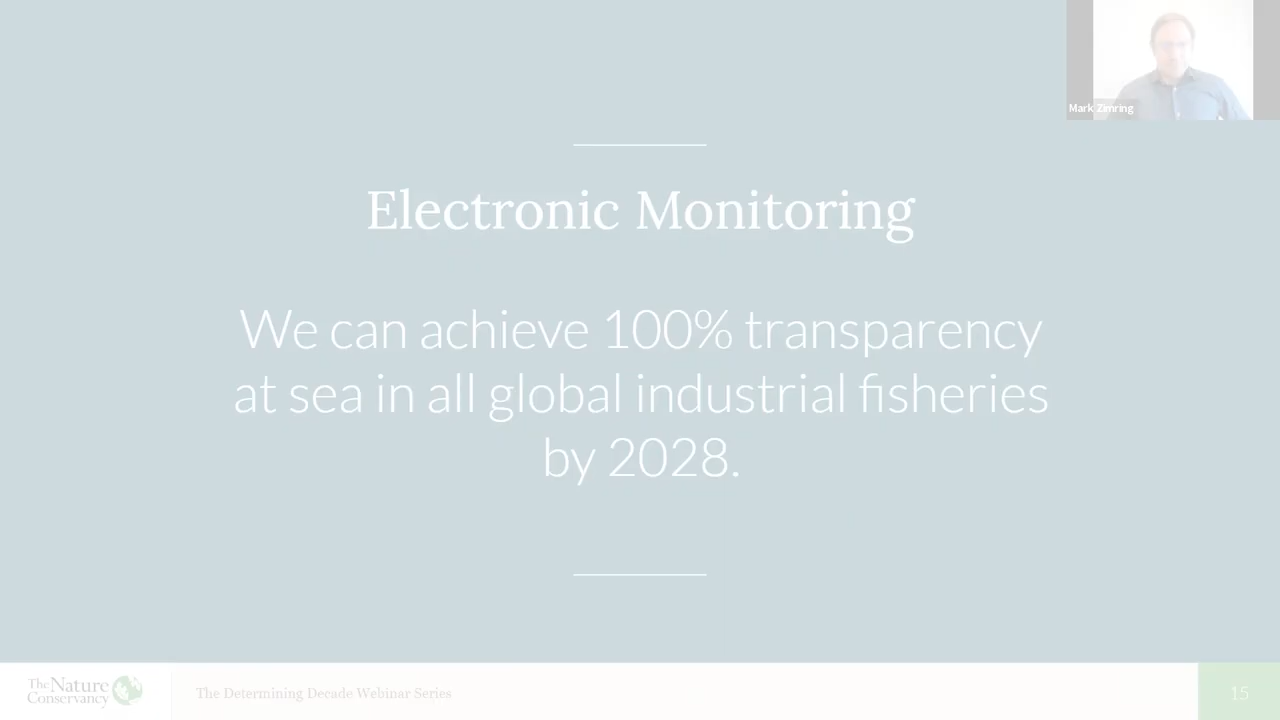 Mark Zimring
Electronic Monitoring
We can achieve 100% transparency
at sea in all global industrial fisheries
by 2028.
The Nature
Conservancy
The Determining Decade Webinar Series
15